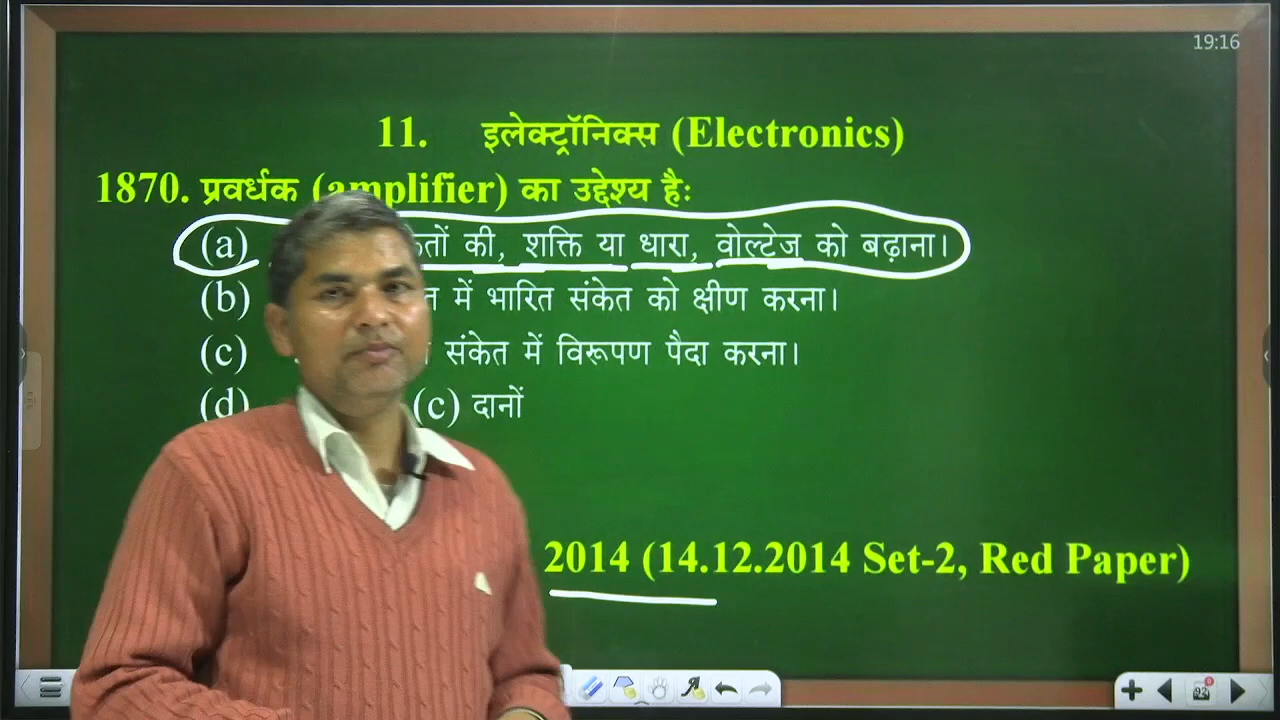 19:16
11. इलेक्ट्रॉनिक्स (Electronics)
1870. प्रवर्धक (amplifier) का उद्देश्य हैः
(a) की, शक्ति या धारा, वोल्टेज को बढ़ाना।
(b) में भारित संकेत को क्षीण करना।
(c) संकेत में विरूपण पैदा करना।
(d) (c) दानों
2014 (14.12.2014 Set-2, Red Paper)